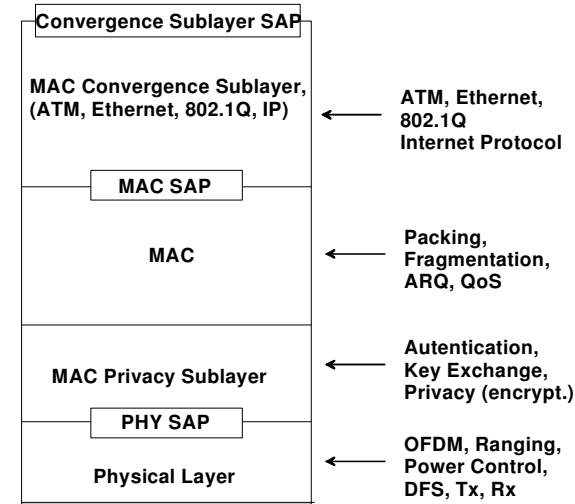 Convergence Sublayer SAP
MAC Convergence Sublayer,
(ATM, Ethernet, 802.1Q, IP)
ATM, Ethernet,
802.1Q
Internet Protocol
MAC SAP
MAC
Packing,
Fragmentation,
ARQ, QoS
MAC Privacy Sublayer
Autentication,
Key Exchange,
Privacy (encrypt.)
PHY SAP
Physical Layer
OFDM, Ranging,
Power Control,
DFS, Tx, Rx